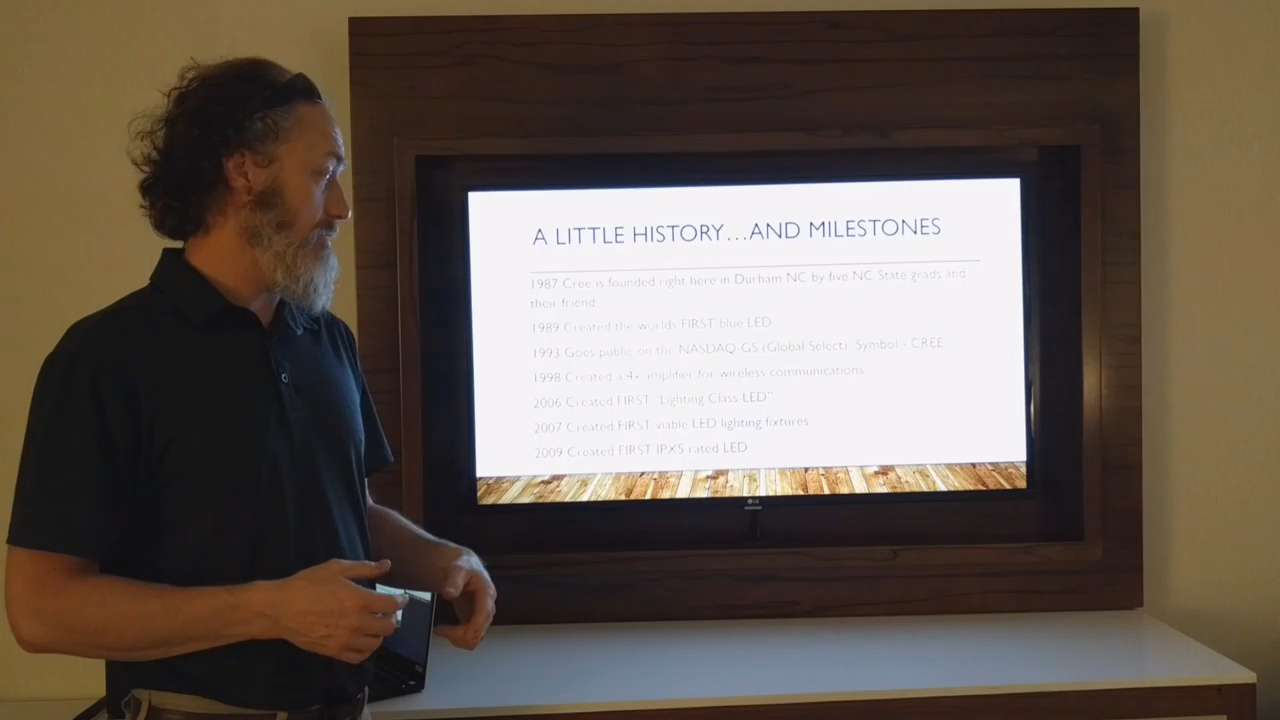 A LITTLE HISTORY...AND MILESTONES
1987 Cree is founded right here in Durham NC by five NC State grads and
their friend.
1989 Created the worlds FIRST blue LED
1993 Goes public on the NASDAQ-GS (Global Select) Symbol - CREE
1998 Created a 4x amplifier for wireless communications
2006 Created FIRST "Lighting Class LED"
2007 Created FIRST viable LED lighting fixtures
2009 Created FIRST IPX5 rated LED
LG